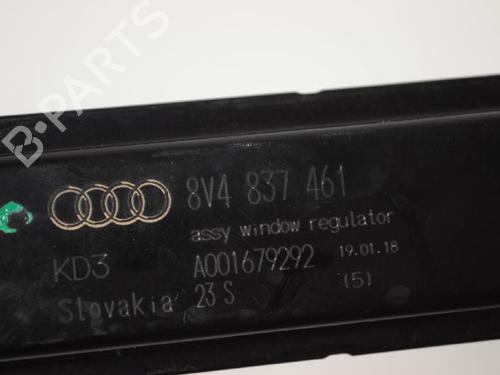 B-PARTS
8V4 837 461
assy window regulator
KD3 A001679292 19.01.18
Slovakia 23 S (5)